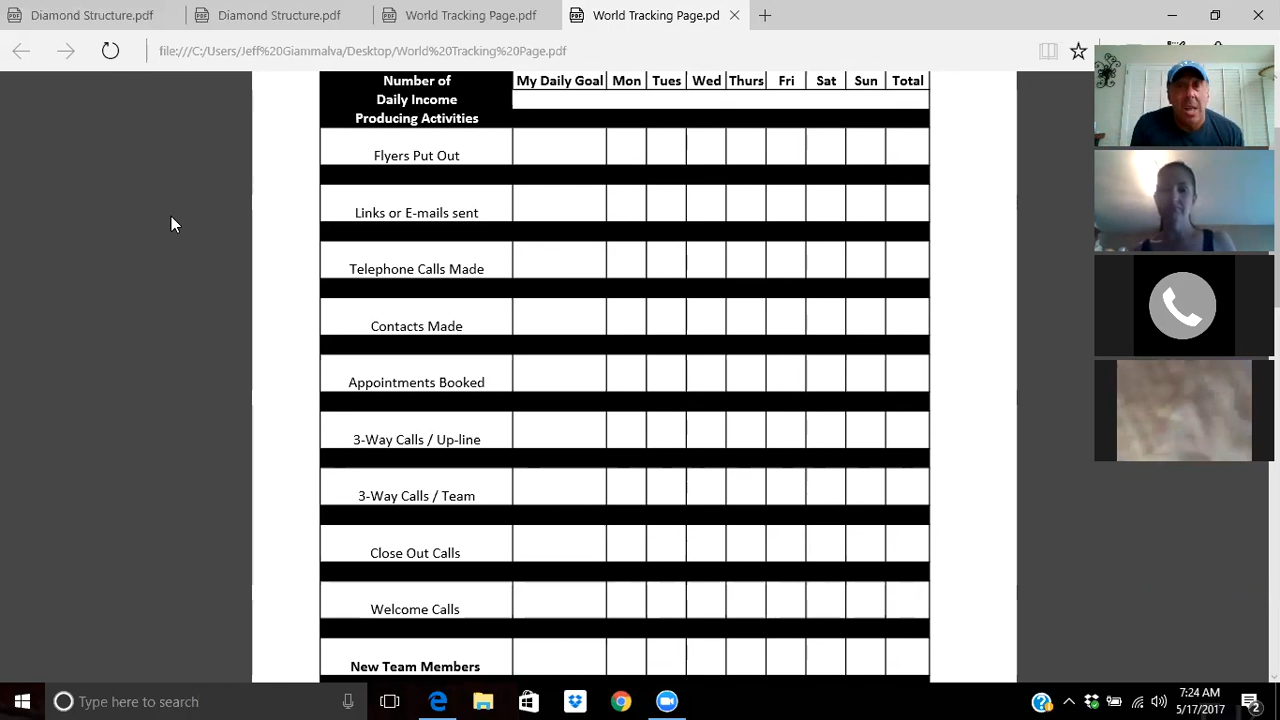 Diamond Structure.pdf
Diamond Structure.pdf
World Tracking Page.pdf
World Tracking Page.pd
file:///C:/Users/Jeff%20Giammalva/Desktop/World%20Tracking%20Page.pdf
Number of Daily Income Producing Activities
My Daily Goal Mon Tues Wed Thurs Fri Sat Sun Total
Flyers Put Out
Links or E-mails sent
Telephone Calls Made
Contacts Made
Appointments Booked
3-Way Calls / Up-line
3-Way Calls / Team
Close Out Calls
Welcome Calls
New Team Members
Type here to search
7:24 AM
5/17/2017
2